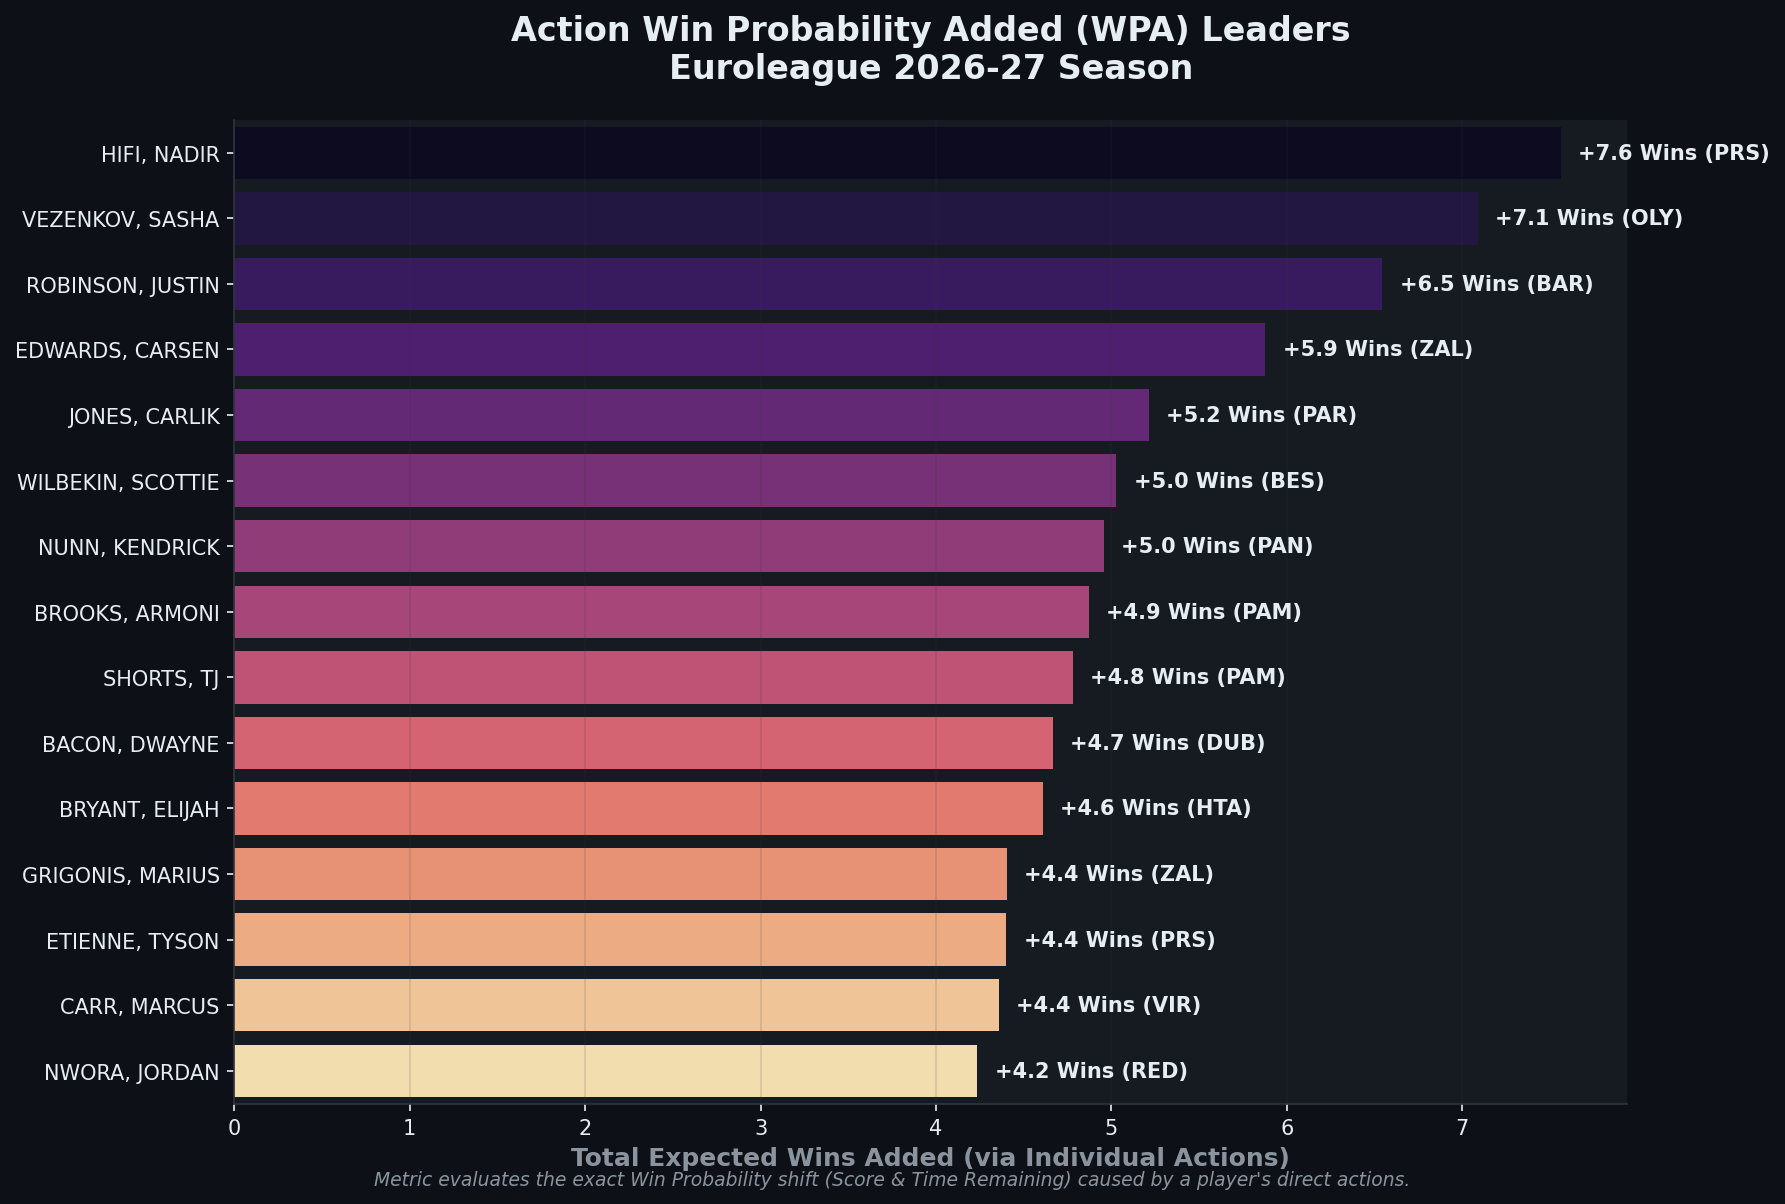 Action Win Probability Added (WPA) Leaders
Euroleague 2026-27 Season
HIFI, NADIR +7.6 Wins (PRS)
VEZENKOV, SASHA +7.1 Wins (OLY)
ROBINSON, JUSTIN +6.5 Wins (BAR)
EDWARDS, CARSEN +5.9 Wins (ZAL)
JONES, CARLIK +5.2 Wins (PAR)
WILBEKIN, SCOTTIE +5.0 Wins (BES)
NUNN, KENDRICK +5.0 Wins (PAN)
BROOKS, ARMONI +4.9 Wins (PAM)
SHORTS, TJ +4.8 Wins (PAM)
BACON, DWAYNE +4.7 Wins (DUB)
BRYANT, ELIJAH +4.6 Wins (HTA)
GRIGONIS, MARIUS +4.4 Wins (ZAL)
ETIENNE, TYSON +4.4 Wins (PRS)
CARR, MARCUS +4.4 Wins (VIR)
NWORA, JORDAN +4.2 Wins (RED)
0 1 2 3 4 5 6 7
Total Expected Wins Added (via Individual Actions)
Metric evaluates the exact Win Probability shift (Score & Time Remaining) caused by a player's direct actions.